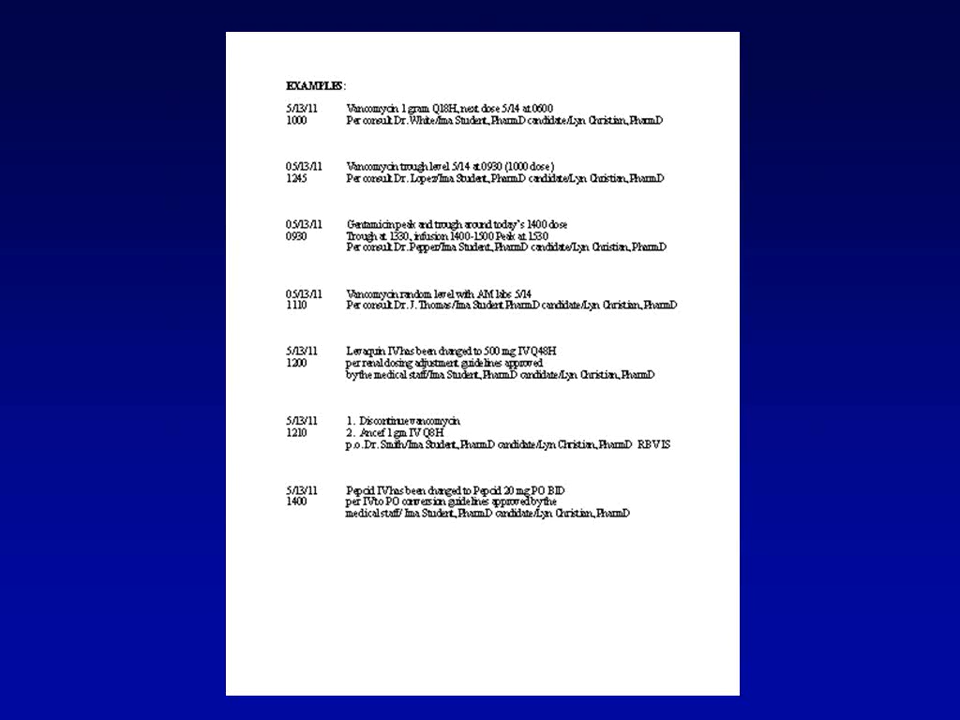 EXAMPLES:
5/13/11 Vancomycin 1 gram Q18H, next dose 5/14 at 0600
1000 Per consult Dr. White/Ima Student, PharmD candidate/Lyn Christian, PharmD
05/13/11 Vancomycin trough level 5/14 at 0930 (1000 dose)
1245 Per consult Dr. Lopez/Ima Student, PharmD candidate/Lyn Christian, PharmD
05/13/11 Gentamicin peak and trough around today's 1400 dose
0930 Trough at 1330, infusion 1400-1500 Peak at 1530
Per consult Dr. Pepper/Ima Student, PharmD candidate/Lyn Christian, PharmD
05/13/11 Vancomycin random level with AM labs 5/14
1110 Per consult Dr. J. Thomas/Ima Student PharmD candidate/Lyn Christian, PharmD
5/13/11 Levaquin IV has been changed to 500 mg IV Q48H
1200 per renal dosing adjustment guidelines approved
by the medical staff/Ima Student, PharmD candidate/Lyn Christian, PharmD
5/13/11 1. Discontinue vancomycin
1210 2. Ancef 1 gm IV Q8H
p.o. Dr. Smith/Ima Student, PharmD candidate/Lyn Christian, PharmD RBVIS
5/13/11 Pepcid IV has been changed to Pepcid 20 mg PO BID
1400 per IV to PO conversion guidelines approved by the
medical staff/ Ima Student, PharmD candidate/Lyn Christian, PharmD